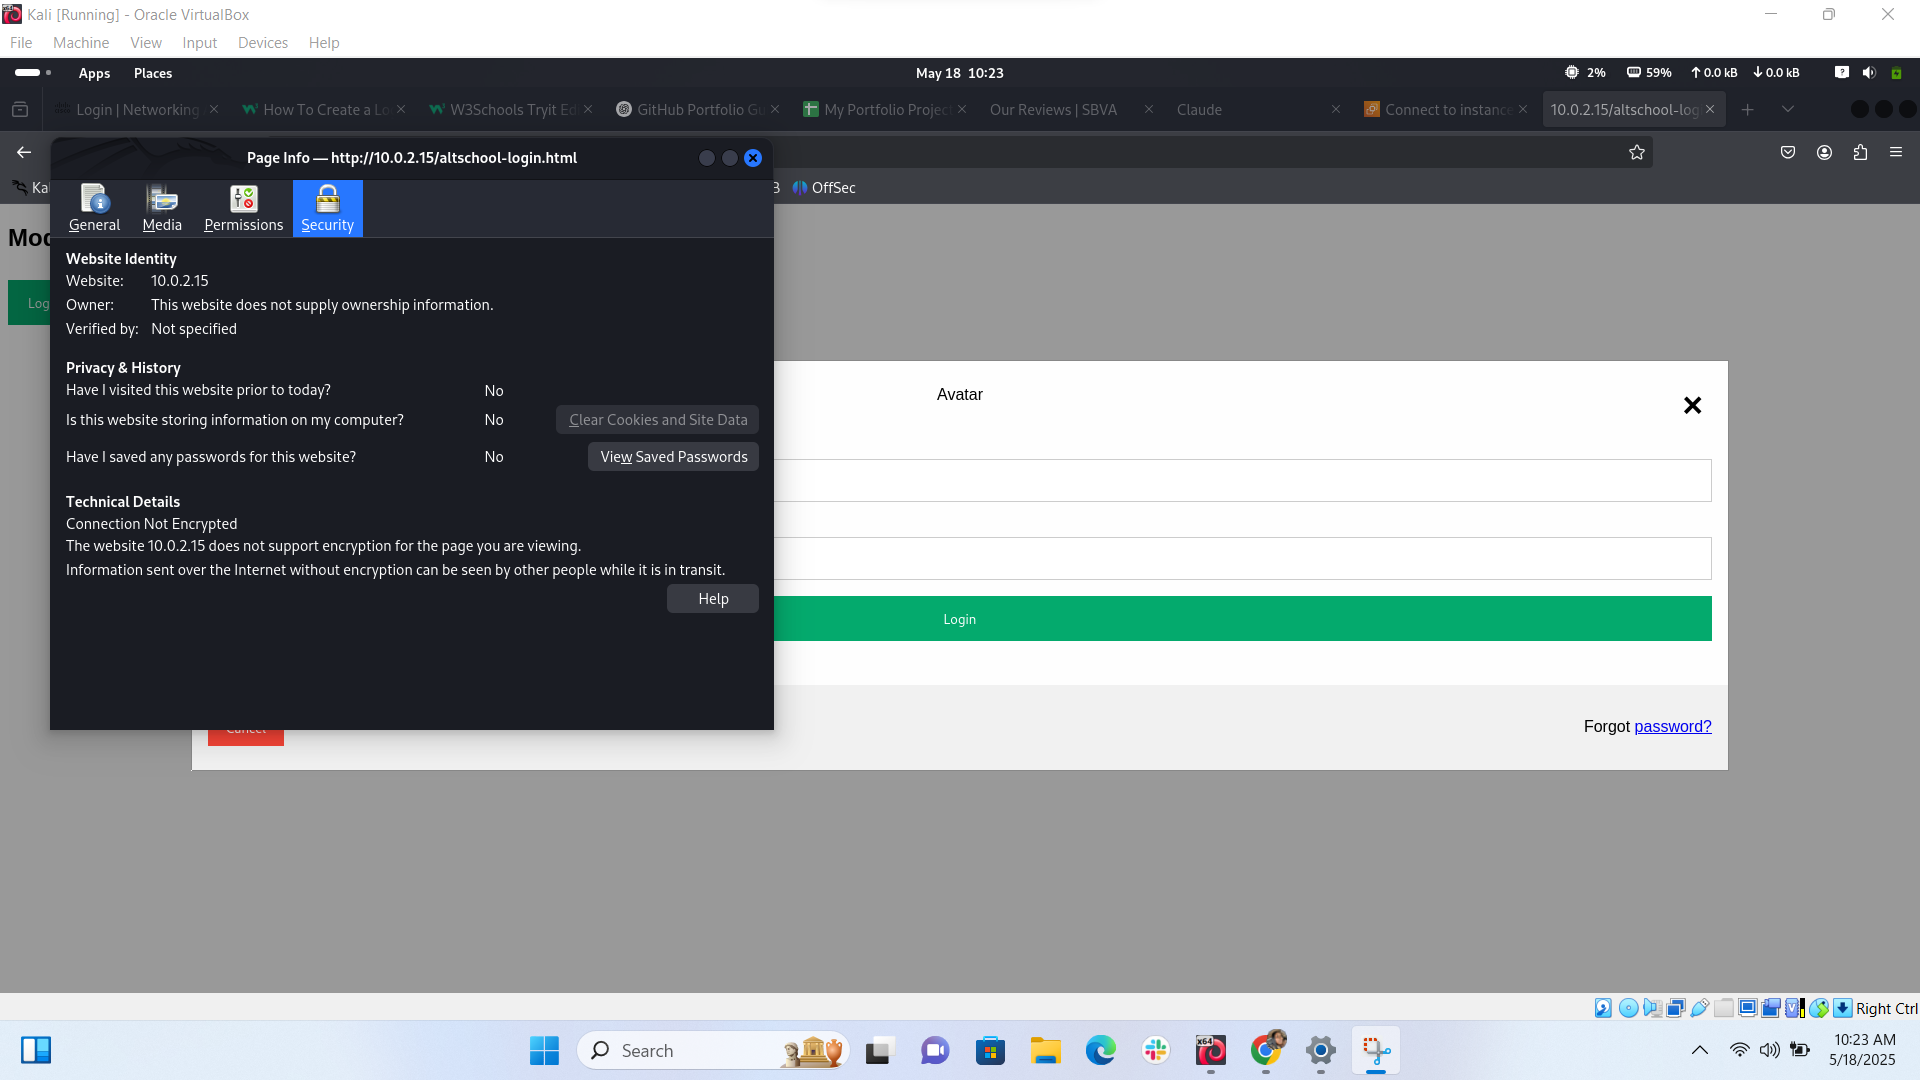 Kali [Running] - Oracle VirtualBox
File Machine View Input Devices Help
Apps Places
May 18 10:23
2% 59% 0.0 kB 0.0 kB
Login | Networking
How To Create a Lo
W3Schools Tryit Ed
GitHub Portfolio Gu
My Portfolio Project
Our Reviews | SBVA
Claude
Connect to instance
10.0.2.15/altschool-log
Page Info — http://10.0.2.15/altschool-login.html
Ka
B OffSec
General Media Permissions Security
Mod
Log
Website Identity
Website: 10.0.2.15
Owner: This website does not supply ownership information.
Verified by: Not specified
Privacy & History
Have I visited this website prior to today? No
Is this website storing information on my computer? No Clear Cookies and Site Data
Have I saved any passwords for this website? No View Saved Passwords
Technical Details
Connection Not Encrypted
The website 10.0.2.15 does not support encryption for the page you are viewing.
Information sent over the Internet without encryption can be seen by other people while it is in transit.
Help
Avatar
Login
Cancel
Forgot password?
Right Ctrl
Search
x64
10:23 AM
5/18/2025